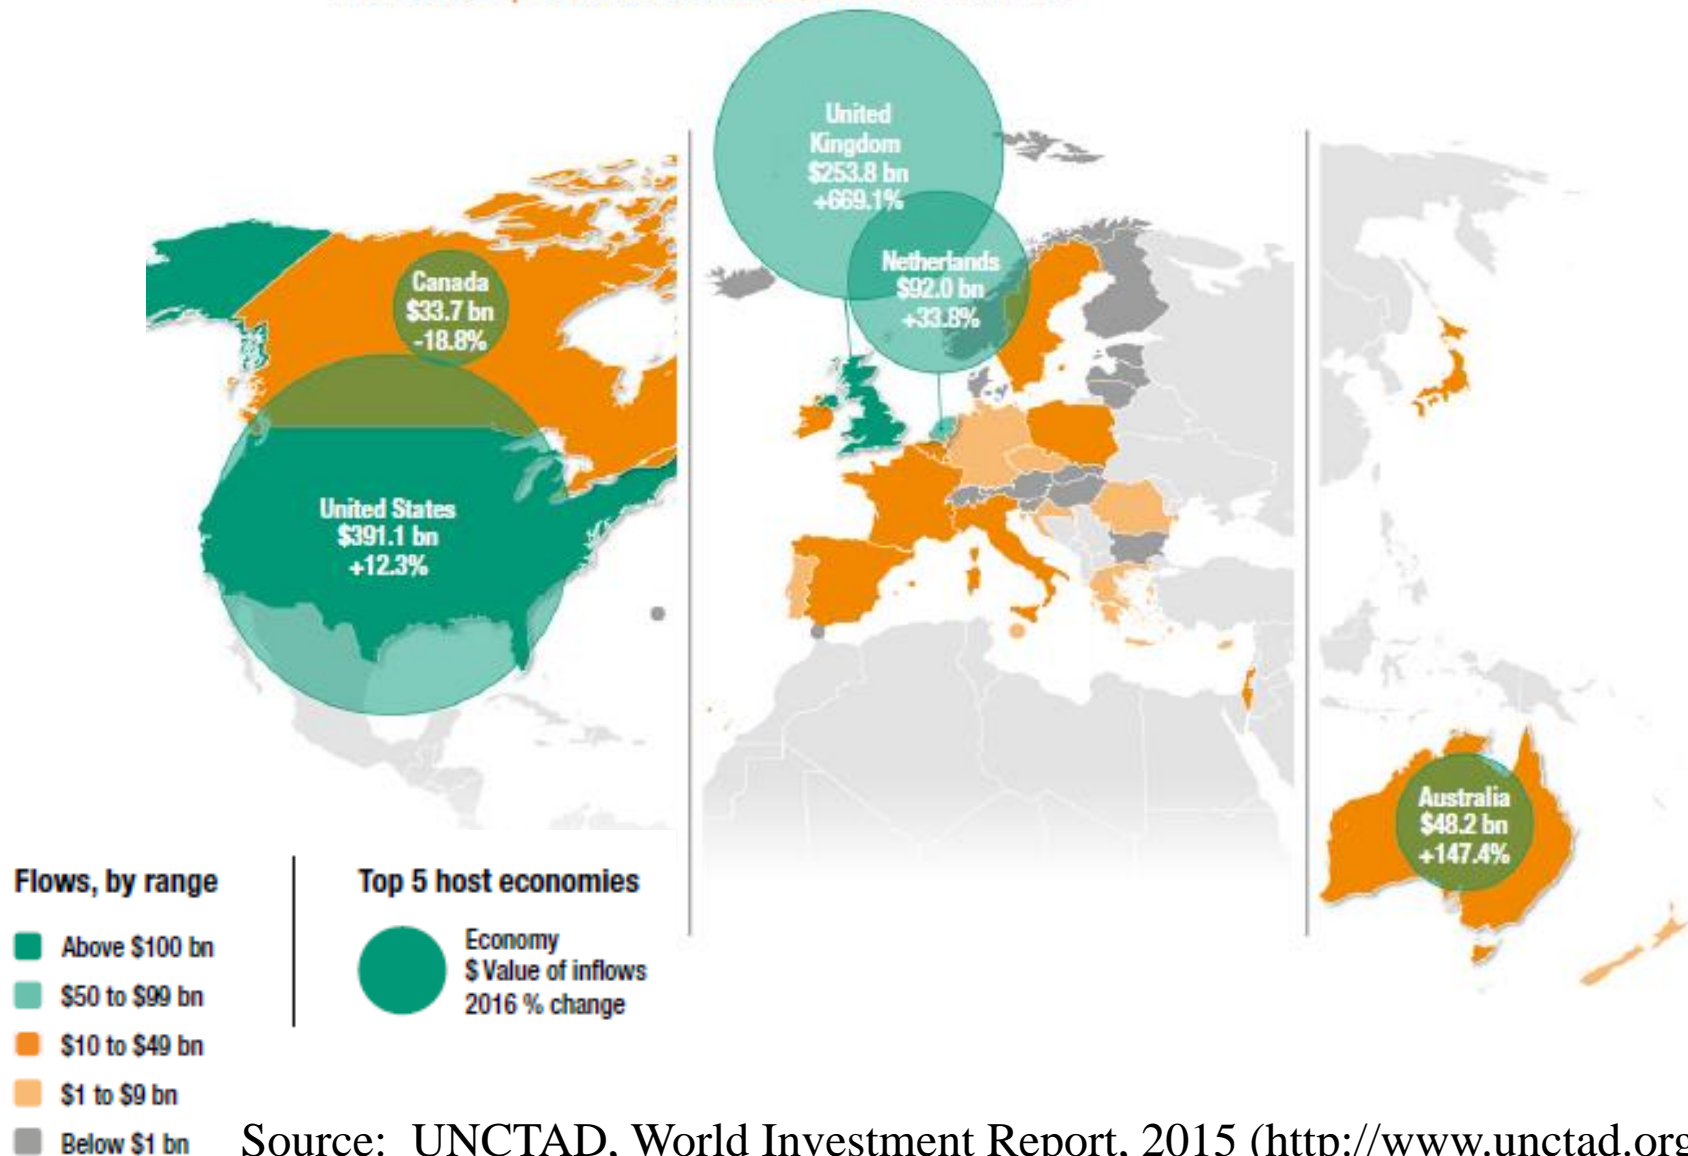 United
Kingdom
$253.8 bn
+669.1%
Netherlands
$92.0 bn
+33.8%
Canada
$33.7 bn
-18.8%
United States
$391.1 bn
+12.3%
Australia
$48.2 bn
+147.4%
Flows, by range
Above $100 bn
$50 to $99 bn
$10 to $49 bn
$1 to $9 bn
Below $1 bn
Top 5 host economies
Economy
$ Value of inflows
2016 % change
Source: UNCTAD, World Investment Report, 2015 (http://www.unctad.org